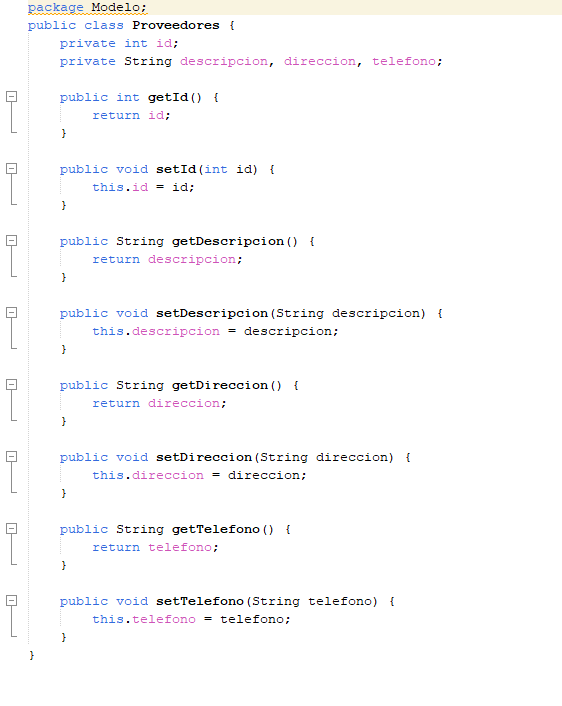 package Modelo;
public class Proveedores {
    private int id;
    private String descripcion, direccion, telefono;

    public int getId() {
        return id;
    }

    public void setId(int id) {
        this.id = id;
    }

    public String getDescripcion() {
        return descripcion;
    }

    public void setDescripcion(String descripcion) {
        this.descripcion = descripcion;
    }

    public String getDireccion() {
        return direccion;
    }

    public void setDireccion(String direccion) {
        this.direccion = direccion;
    }

    public String getTelefono() {
        return telefono;
    }

    public void setTelefono(String telefono) {
        this.telefono = telefono;
    }
}